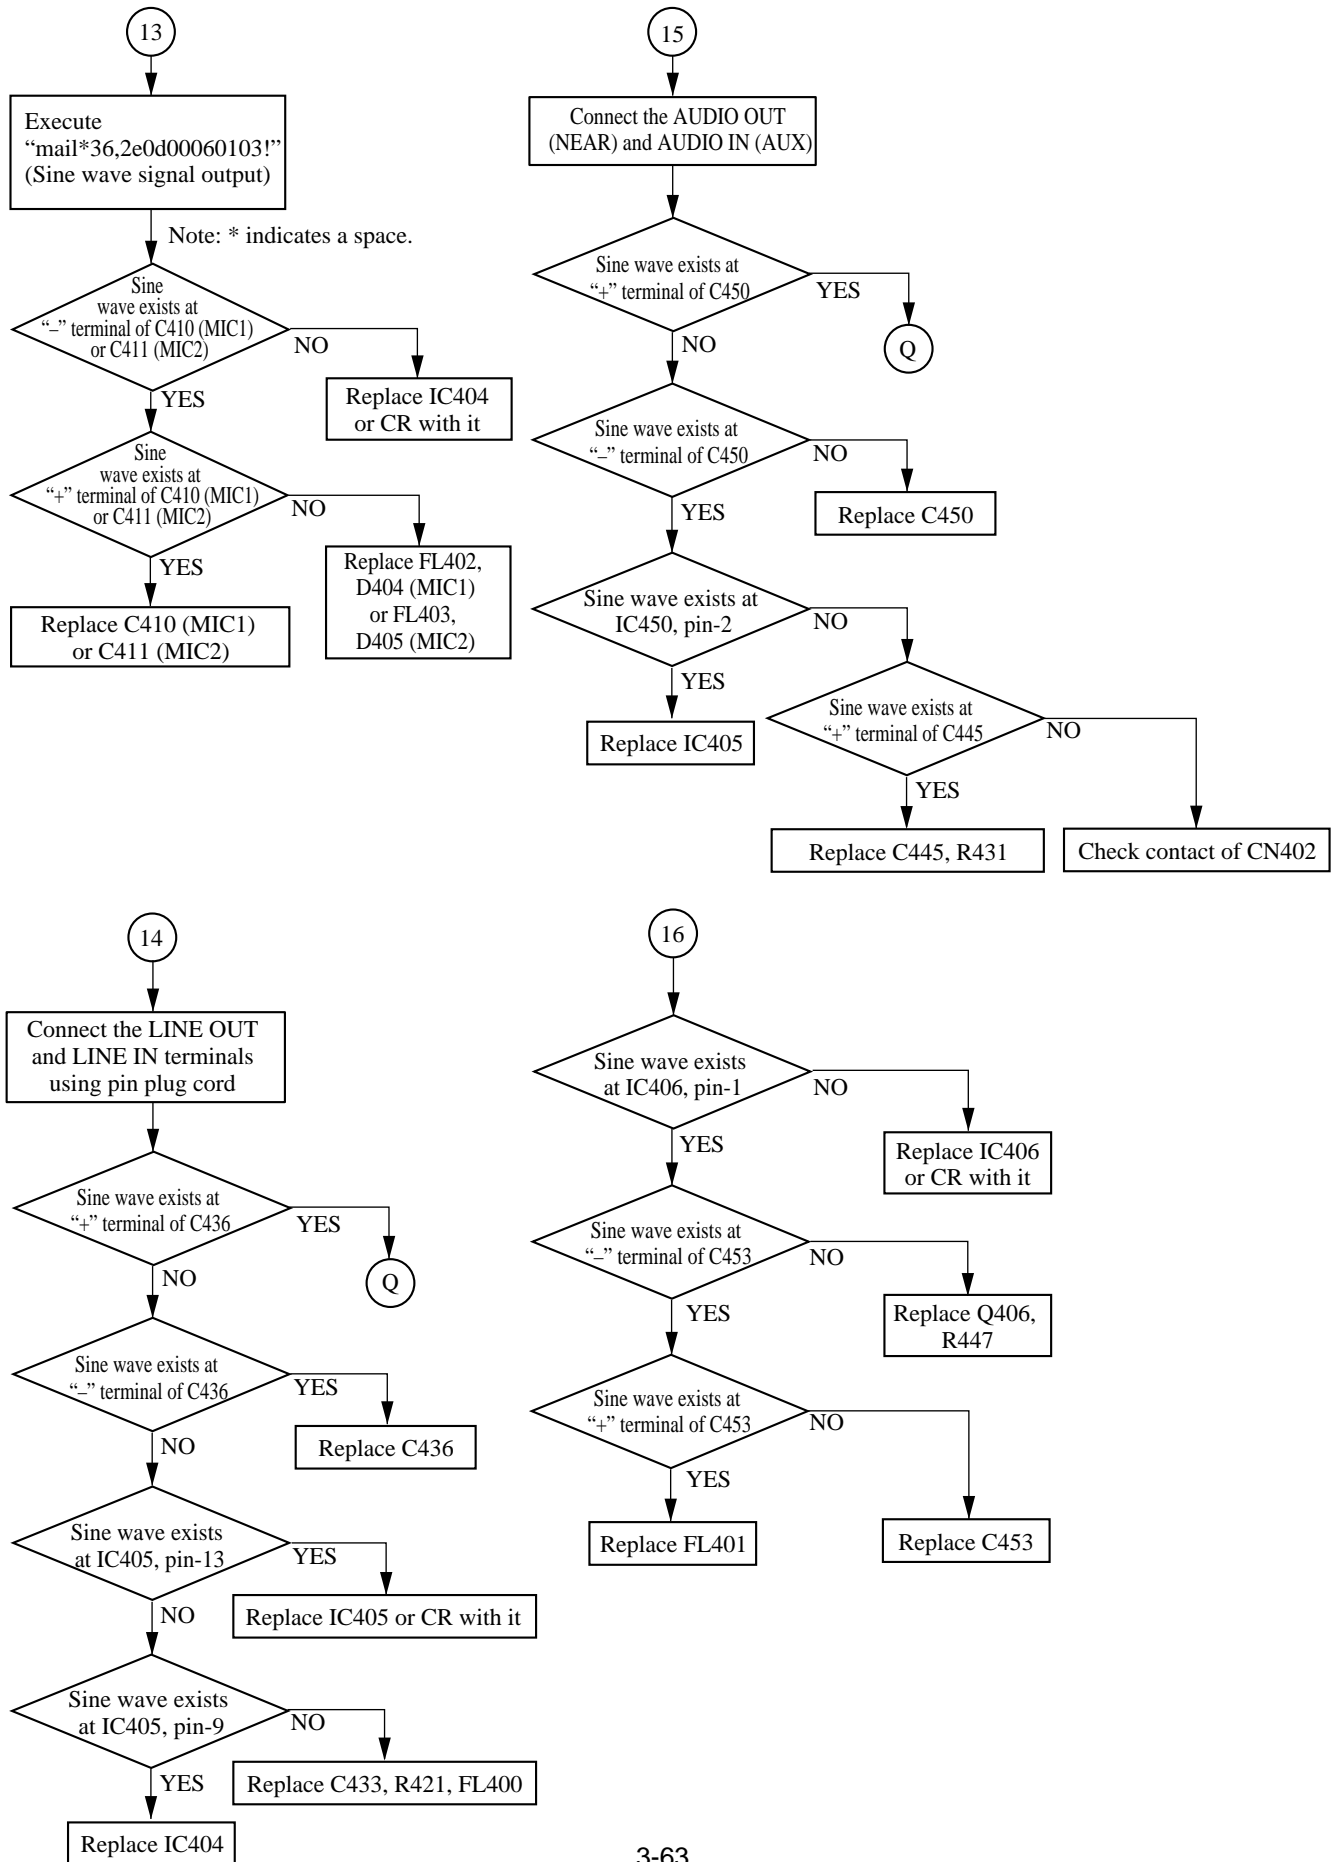 13
Execute
“mail*36,2e0d00060103!”
(Sine wave signal output)
Note: * indicates a space.
Sine
wave exists at
“–” terminal of C410 (MIC1)
or C411 (MIC2)
NO
Replace IC404
or CR with it
YES
Sine
wave exists at
“+” terminal of C410 (MIC1)
or C411 (MIC2)
NO
Replace FL402,
D404 (MIC1)
or FL403,
D405 (MIC2)
YES
Replace C410 (MIC1)
or C411 (MIC2)
15
Connect the AUDIO OUT
(NEAR) and AUDIO IN (AUX)
Sine wave exists at
“+” terminal of C450
YES
Q
NO
Sine wave exists at
“–” terminal of C450
NO
Replace C450
YES
Sine wave exists at
IC450, pin-2
NO
YES
Replace IC405
Sine wave exists at
“+” terminal of C445
NO
YES
Replace C445, R431
Check contact of CN402
14
Connect the LINE OUT
and LINE IN terminals
using pin plug cord
Sine wave exists at
“+” terminal of C436
YES
Q
NO
Sine wave exists at
“–” terminal of C436
YES
Replace C436
NO
Sine wave exists
at IC405, pin-13
YES
Replace IC405 or CR with it
NO
Sine wave exists
at IC405, pin-9
NO
Replace C433, R421, FL400
YES
Replace IC404
16
Sine wave exists
at IC406, pin-1
NO
Replace IC406
or CR with it
YES
Sine wave exists at
“–” terminal of C453
NO
Replace Q406,
R447
YES
Sine wave exists at
“+” terminal of C453
NO
Replace C453
YES
Replace FL401
3-63